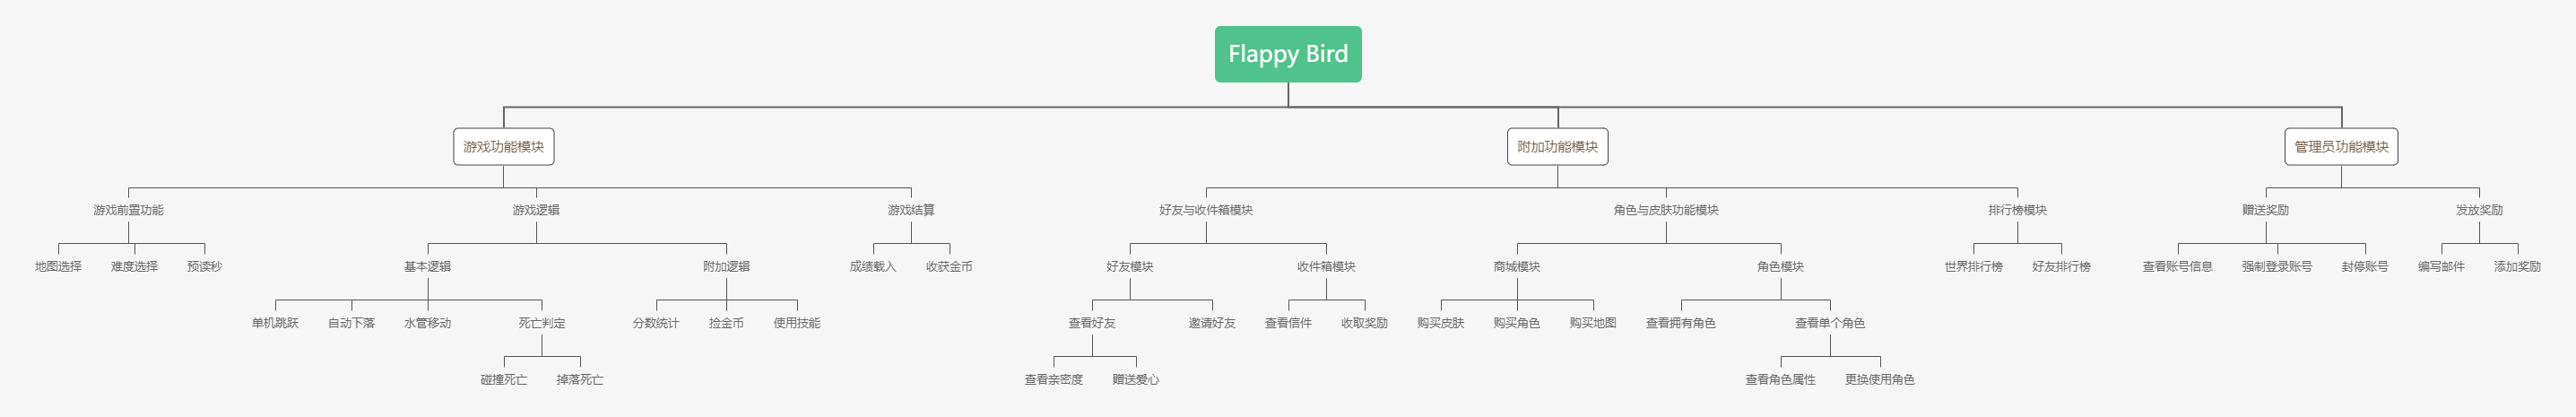 Flappy Bird
游戏功能模块
附加功能模块
管理员功能模块
游戏前置功能
游戏逻辑
游戏结算
好友与收件箱模块
角色与皮肤功能模块
排行榜模块
赠送奖励
发放奖励
地图选择
难度选择
预读秒
基本逻辑
附加逻辑
成绩载入
收获金币
好友模块
收件箱模块
商城模块
角色模块
世界排行榜
好友排行榜
查看账号信息
强制登录账号
封停账号
编写邮件
添加奖励
单机跳跃
自动下落
水管移动
死亡判定
分数统计
捡金币
使用技能
查看好友
邀请好友
查看信件
收取奖励
购买皮肤
购买角色
购买地图
查看拥有角色
查看单个角色
碰撞死亡
掉落死亡
查看亲密度
赠送爱心
查看角色属性
更换使用角色